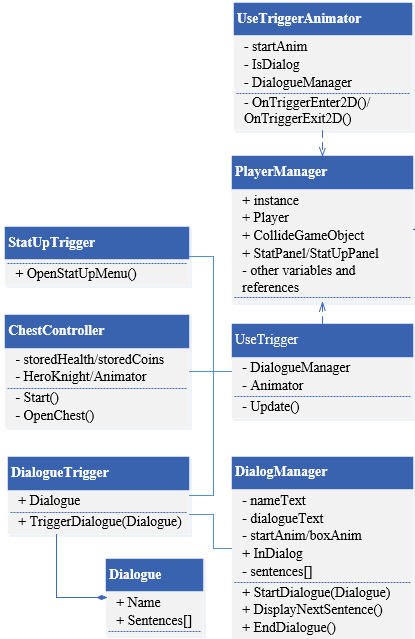 UseTriggerAnimator
- startAnim
- IsDialog
- DialogueManager
- OnTriggerEnter2D()/
OnTriggerExit2D()
PlayerManager
+ instance
+ Player
+ CollideGameObject
+ StatPanel/StatUpPanel
- other variables and
references
StatUpTrigger
+ OpenStatUpMenu()
ChestController
- storedHealth/storedCoins
- HeroKnight/Animator
- Start()
- OpenChest()
UseTrigger
- DialogueManager
- Animator
- Update()
DialogueTrigger
+ Dialogue
+ TriggerDialogue(Dialogue)
DialogManager
- nameText
- dialogueText
- startAnim/boxAnim
+ InDialog
- sentences[]
+ StartDialogue(Dialogue)
+ DisplayNextSentence()
+ EndDialogue()
Dialogue
+ Name
+ Sentences[]